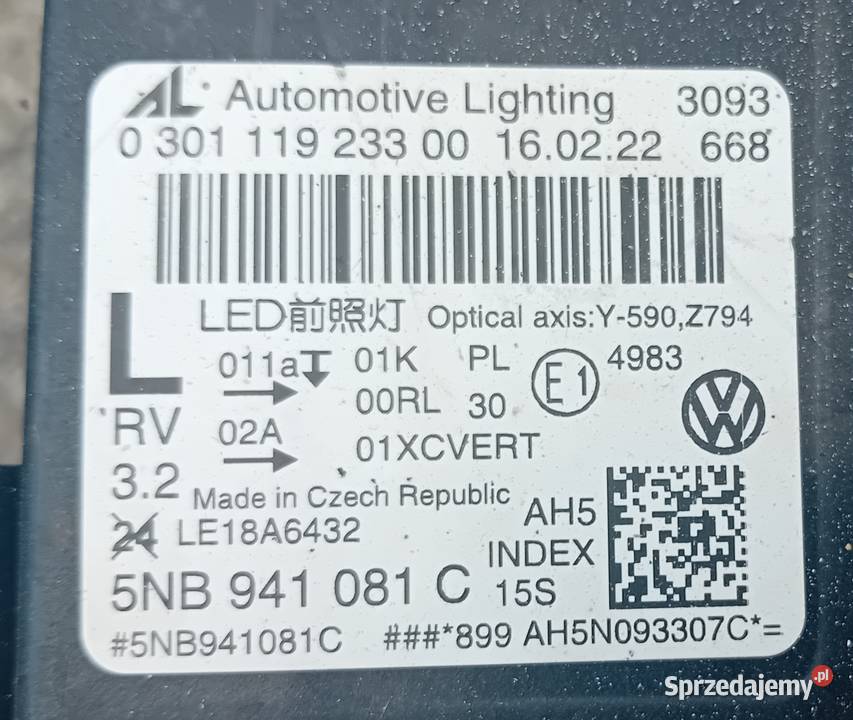 AL Automotive Lighting 3093
0 301 119 233 00 16.02.22 668
L LED前照灯 Optical axis:Y-590,Z794
011a 01K PL E1 4983
00RL 30
RV 02A 01XCVERT
3.2 Made in Czech Republic
24 LE18A6432 AH5
INDEX
5NB 941 081 C 15S
#5NB941081C ###*899 AH5N093307C*=
Sprzedajemy.pl